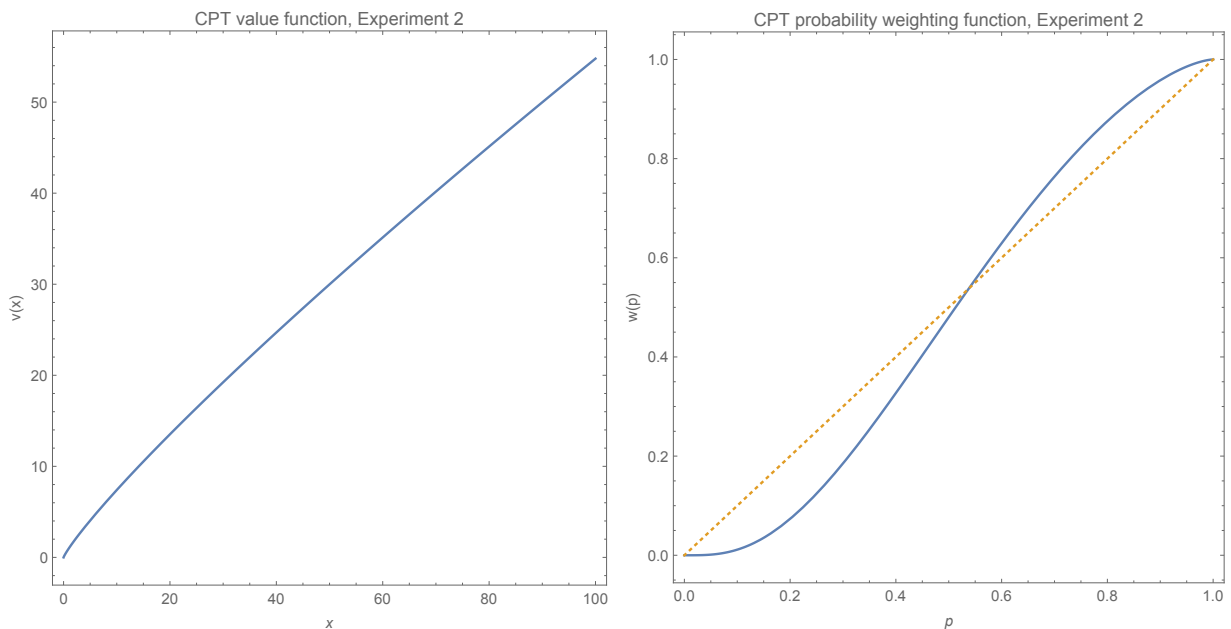 CPT value function, Experiment 2
v(x)
50
40
30
20
10
0
0 20 40 60 80 100
x
CPT probability weighting function, Experiment 2
w(p)
1.0
0.8
0.6
0.4
0.2
0.0
0.0 0.2 0.4 0.6 0.8 1.0
p